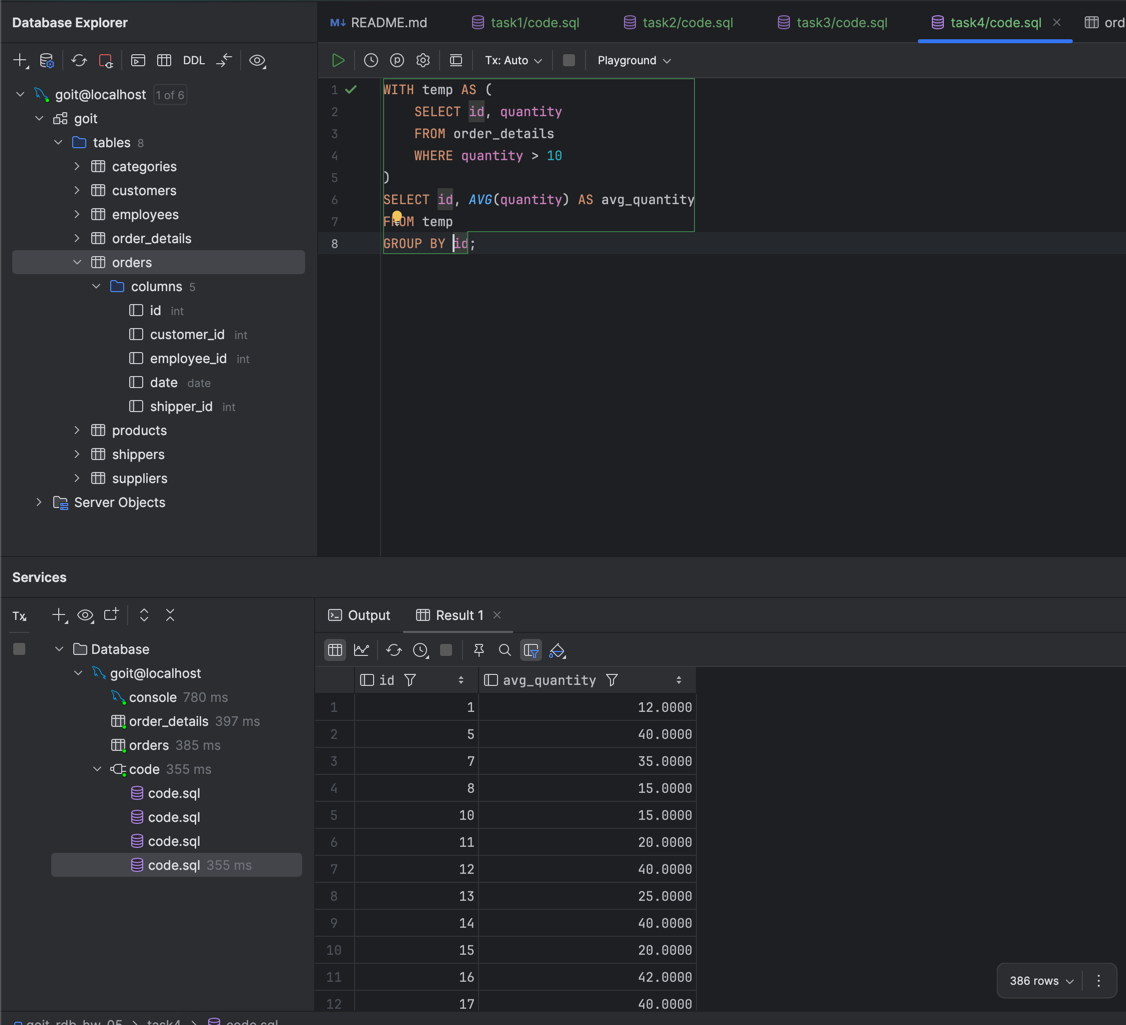 Database Explorer
README.md
task1/code.sql
task2/code.sql
task3/code.sql
task4/code.sql
ord
DDL
Tx: Auto
Playground
goit@localhost 1 of 6
goit
tables 8
categories
customers
employees
order_details
orders
columns 5
id int
customer_id int
employee_id int
date date
shipper_id int
products
shippers
suppliers
Server Objects
1 WITH temp AS (
2 SELECT id, quantity
3 FROM order_details
4 WHERE quantity > 10
5 )
6 SELECT id, AVG(quantity) AS avg_quantity
7 FROM temp
8 GROUP BY id;
Services
Tx
Database
goit@localhost
console 780 ms
order_details 397 ms
orders 385 ms
code 355 ms
code.sql
code.sql
code.sql
code.sql 355 ms
Output
Result 1
id avg_quantity
1 1 12.0000
2 5 40.0000
3 7 35.0000
4 8 15.0000
5 10 15.0000
6 11 20.0000
7 12 40.0000
8 13 25.0000
9 14 40.0000
10 15 20.0000
11 16 42.0000
12 17 40.0000
386 rows
goit_rdb_hw_05 > task4 > code.sql